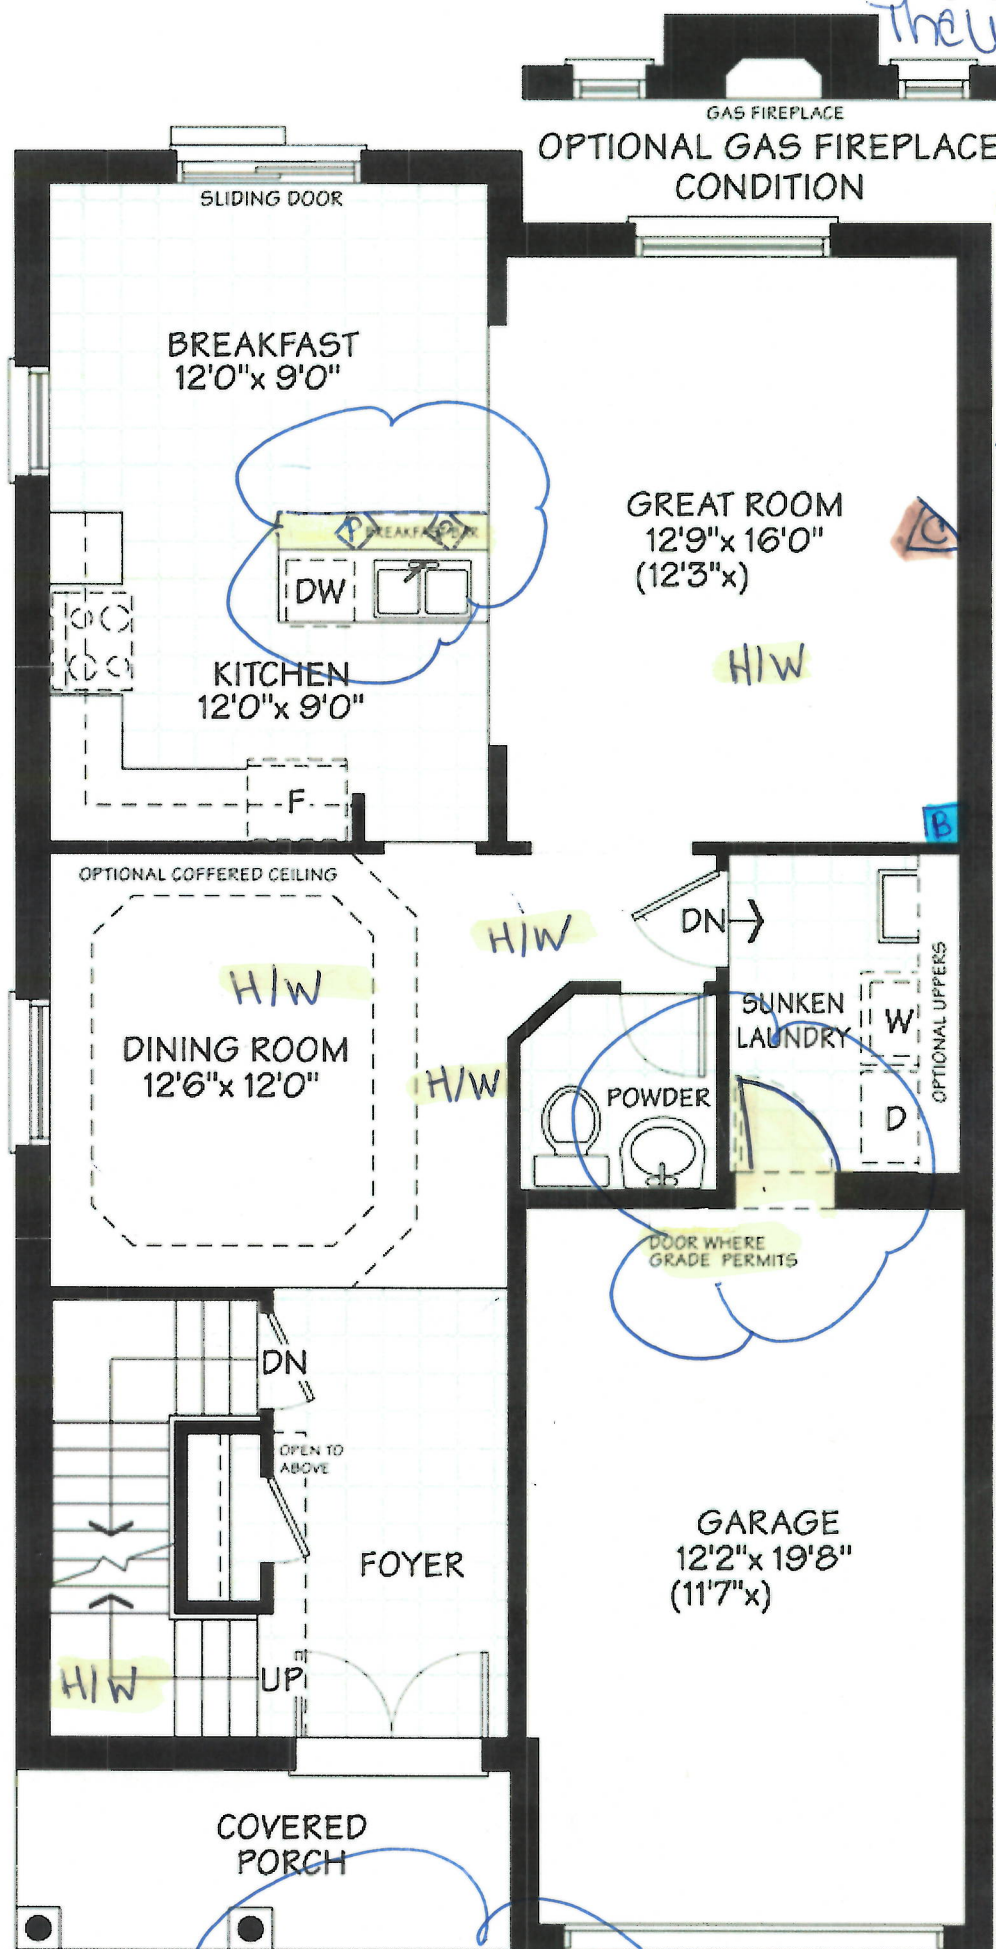 GAS FIREPLACE
OPTIONAL GAS FIREPLACE
CONDITION
SLIDING DOOR
BREAKFAST
12'0"x 9'0"
GREAT ROOM
12'9"x 16'0"
(12'3"x)
C
P
P
BREAKFAST BAR
DW
H/W
KITCHEN
12'0"x 9'0"
F
B
OPTIONAL COFFERED CEILING
DN
H/W
H/W
SUNKEN
LAUNDRY
W
OPTIONAL UPPERS
DINING ROOM
12'6"x 12'0"
H/W
POWDER
D
DOOR WHERE
GRADE PERMITS
DN
OPEN TO
ABOVE
FOYER
GARAGE
12'2"x 19'8"
(11'7"x)
H/W
UP
COVERED
PORCH